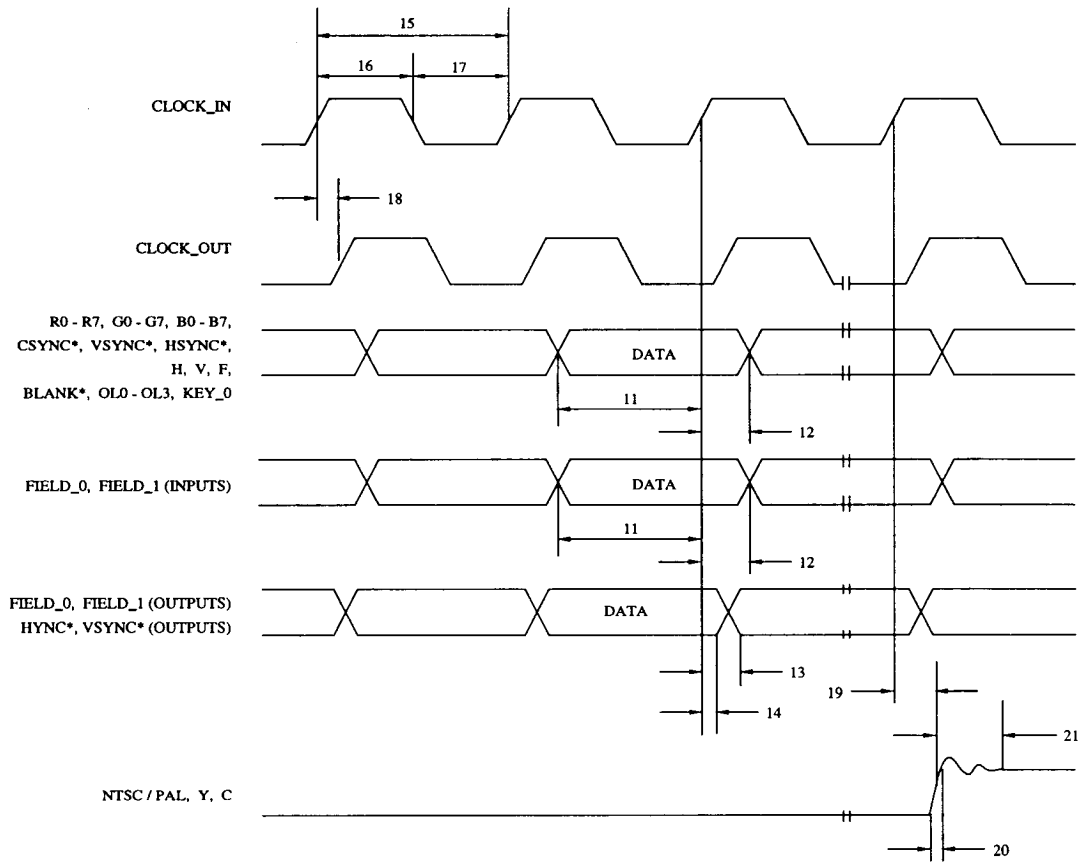 15
16
17
CLOCK_IN
18
CLOCK_OUT
R0 - R7, G0 - G7, B0 - B7,
CSYNC*, VSYNC*, HSYNC*,
H, V, F,
BLANK*, OL0 - OL3, KEY_0
DATA
11
12
FIELD_0, FIELD_1 (INPUTS)
DATA
11
12
FIELD_0, FIELD_1 (OUTPUTS)
HYNC*, VSYNC* (OUTPUTS)
DATA
13
19
14
21
NTSC / PAL, Y, C
20